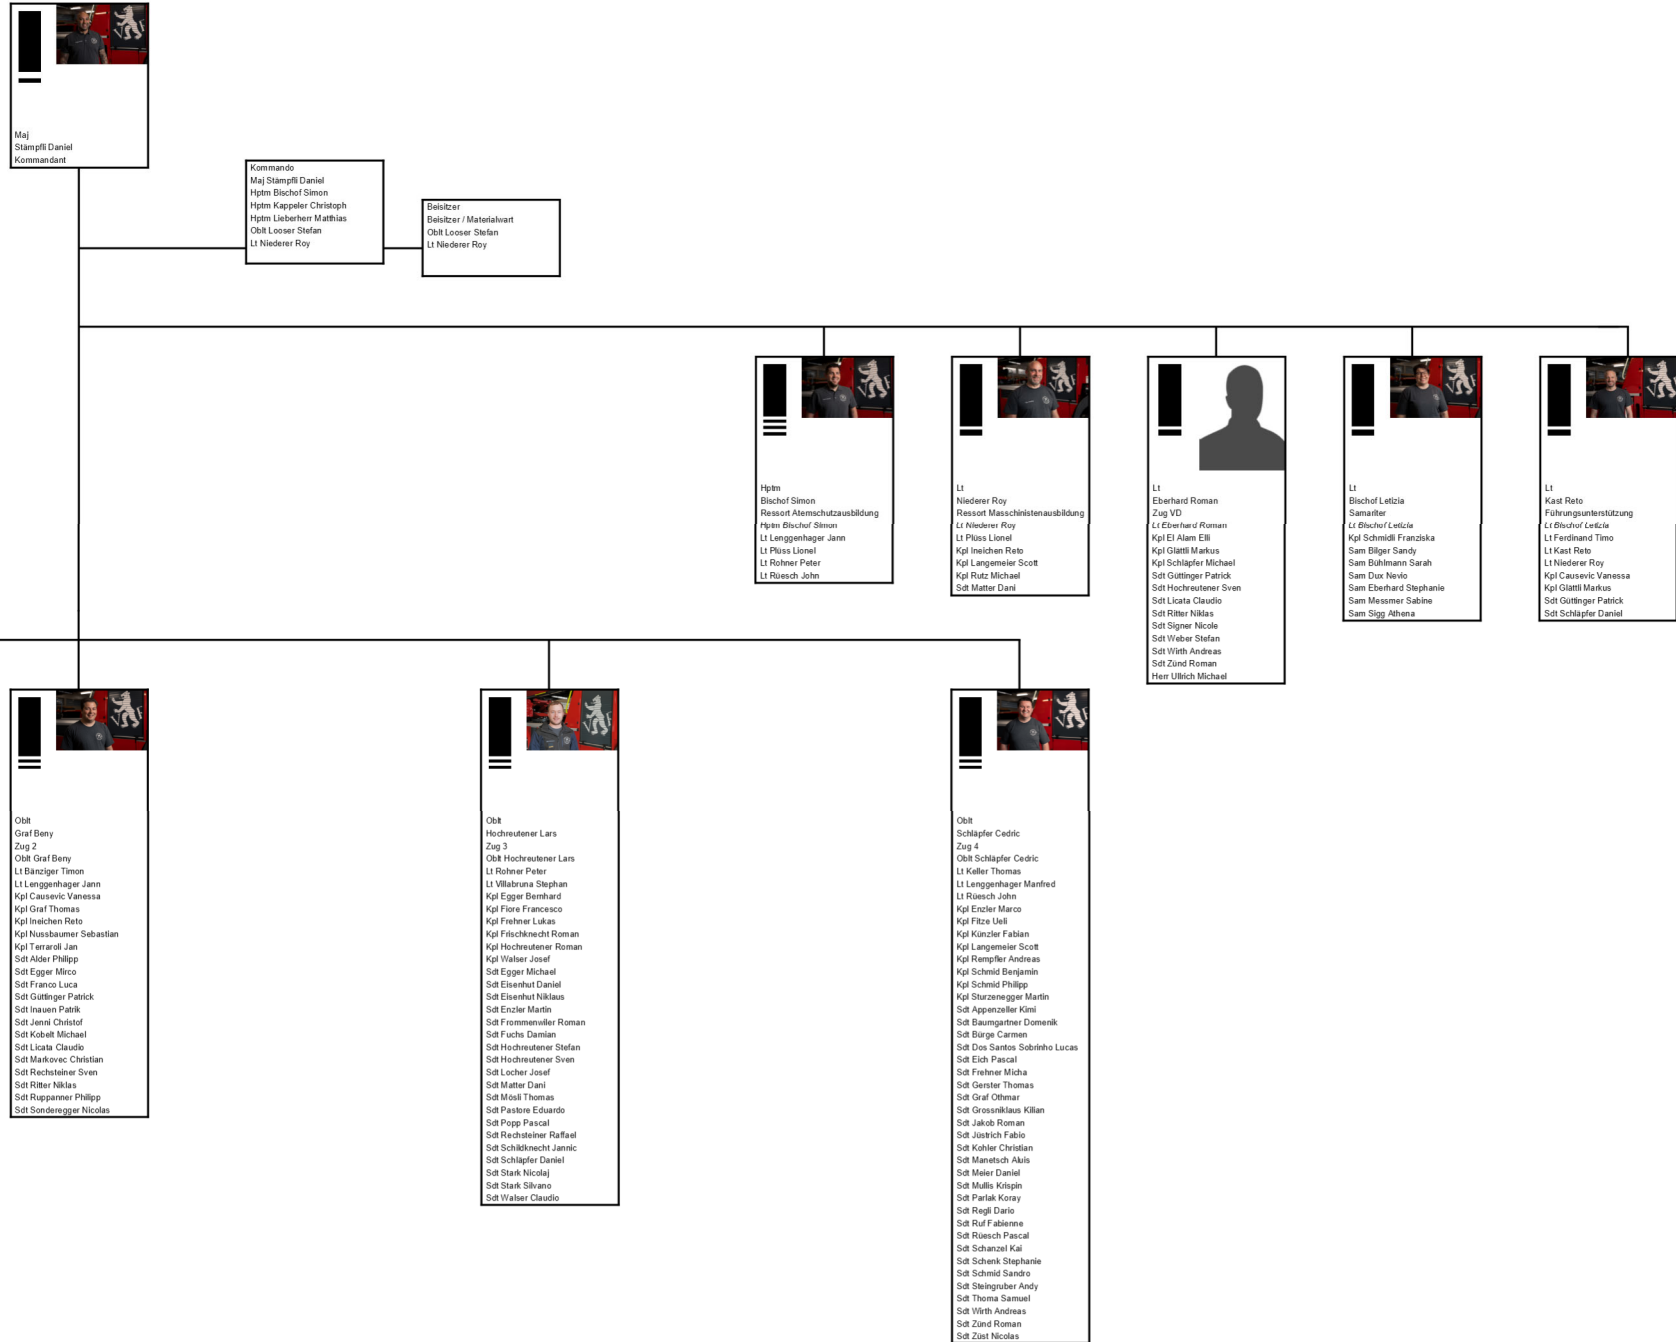 Maj
Stämpfli Daniel
Kommandant
Kommando
Maj Stämpfli Daniel
Hptm Bischof Simon
Hptm Kappeler Christoph
Hptm Lieberherr Matthias
Oblt Looser Stefan
Lt Niederer Roy
Beisitzer
Beisitzer / Materialwart
Oblt Looser Stefan
Lt Niederer Roy
Hptm
Bischof Simon
Ressort Atemschutzausbildung
Hptm Bischof Simon
Lt Lenggenhager Jann
Lt Plüss Lionel
Lt Rohner Peter
Lt Rüesch John
Lt
Niederer Roy
Ressort Masschinistenausbildung
Lt Niederer Roy
Lt Plüss Lionel
Kpl Ineichen Reto
Kpl Langemeier Scott
Kpl Rutz Michael
Sdt Matter Dani
Lt
Eberhard Roman
Zug VD
Lt Eberhard Roman
Kpl El Alam Elli
Kpl Glättli Markus
Kpl Schläpfer Michael
Sdt Güttinger Patrick
Sdt Hochreutener Sven
Sdt Licata Claudio
Sdt Ritter Niklas
Sdt Signer Nicole
Sdt Weber Stefan
Sdt Wirth Andreas
Sdt Zünd Roman
Herr Ullrich Michael
Lt
Bischof Letizia
Samariter
Lt Bischof Letizia
Kpl Schmidli Franziska
Sam Bilger Sandy
Sam Bühlmann Sarah
Sam Dux Nevio
Sam Eberhard Stephanie
Sam Messmer Sabine
Sam Sigg Athena
Lt
Kast Reto
Führungsunterstützung
Lt Bischof Letizia
Lt Ferdinand Timo
Lt Kast Reto
Lt Niederer Roy
Kpl Causevic Vanessa
Kpl Glättli Markus
Sdt Güttinger Patrick
Sdt Schläpfer Daniel
Oblt
Graf Beny
Zug 2
Oblt Graf Beny
Lt Bänziger Timon
Lt Lenggenhager Jann
Kpl Causevic Vanessa
Kpl Graf Thomas
Kpl Ineichen Reto
Kpl Nussbaumer Sebastian
Kpl Terraroli Jan
Sdt Alder Philipp
Sdt Egger Mirco
Sdt Franco Luca
Sdt Güttinger Patrick
Sdt Inauen Patrik
Sdt Jenni Christof
Sdt Kobelt Michael
Sdt Licata Claudio
Sdt Markovec Christian
Sdt Rechsteiner Sven
Sdt Ritter Niklas
Sdt Ruppanner Philipp
Sdt Sonderegger Nicolas
Oblt
Hochreutener Lars
Zug 3
Oblt Hochreutener Lars
Lt Rohner Peter
Lt Villabruna Stephan
Kpl Egger Bernhard
Kpl Fiore Francesco
Kpl Frehner Lukas
Kpl Frischknecht Roman
Kpl Hochreutener Roman
Kpl Walser Josef
Sdt Egger Michael
Sdt Eisenhut Daniel
Sdt Eisenhut Niklaus
Sdt Enzler Martin
Sdt Frommenwiler Roman
Sdt Fuchs Damian
Sdt Hochreutener Stefan
Sdt Hochreutener Sven
Sdt Locher Josef
Sdt Matter Dani
Sdt Mösli Thomas
Sdt Pastore Eduardo
Sdt Popp Pascal
Sdt Rechsteiner Raffael
Sdt Schildknecht Jannic
Sdt Schläpfer Daniel
Sdt Stark Nicolaj
Sdt Stark Silvano
Sdt Walser Claudio
Oblt
Schläpfer Cedric
Zug 4
Oblt Schläpfer Cedric
Lt Keller Thomas
Lt Lenggenhager Manfred
Lt Rüesch John
Kpl Enzler Marco
Kpl Fitze Ueli
Kpl Künzler Fabian
Kpl Langemeier Scott
Kpl Rempfler Andreas
Kpl Schmid Benjamin
Kpl Schmid Philipp
Kpl Sturzenegger Martin
Sdt Appenzeller Kimi
Sdt Baumgartner Domenik
Sdt Bürge Carmen
Sdt Dos Santos Sobrinho Lucas
Sdt Eich Pascal
Sdt Frehner Micha
Sdt Gerster Thomas
Sdt Graf Othmar
Sdt Grossniklaus Kilian
Sdt Jakob Roman
Sdt Jüstrich Fabio
Sdt Kohler Christian
Sdt Manetsch Aluis
Sdt Meier Daniel
Sdt Mullis Krispin
Sdt Parlak Koray
Sdt Regli Dario
Sdt Ruf Fabienne
Sdt Rüesch Pascal
Sdt Schanzel Kai
Sdt Schenk Stephanie
Sdt Schmid Sandro
Sdt Steingruber Andy
Sdt Thoma Samuel
Sdt Wirth Andreas
Sdt Zünd Roman
Sdt Züst Nicolas